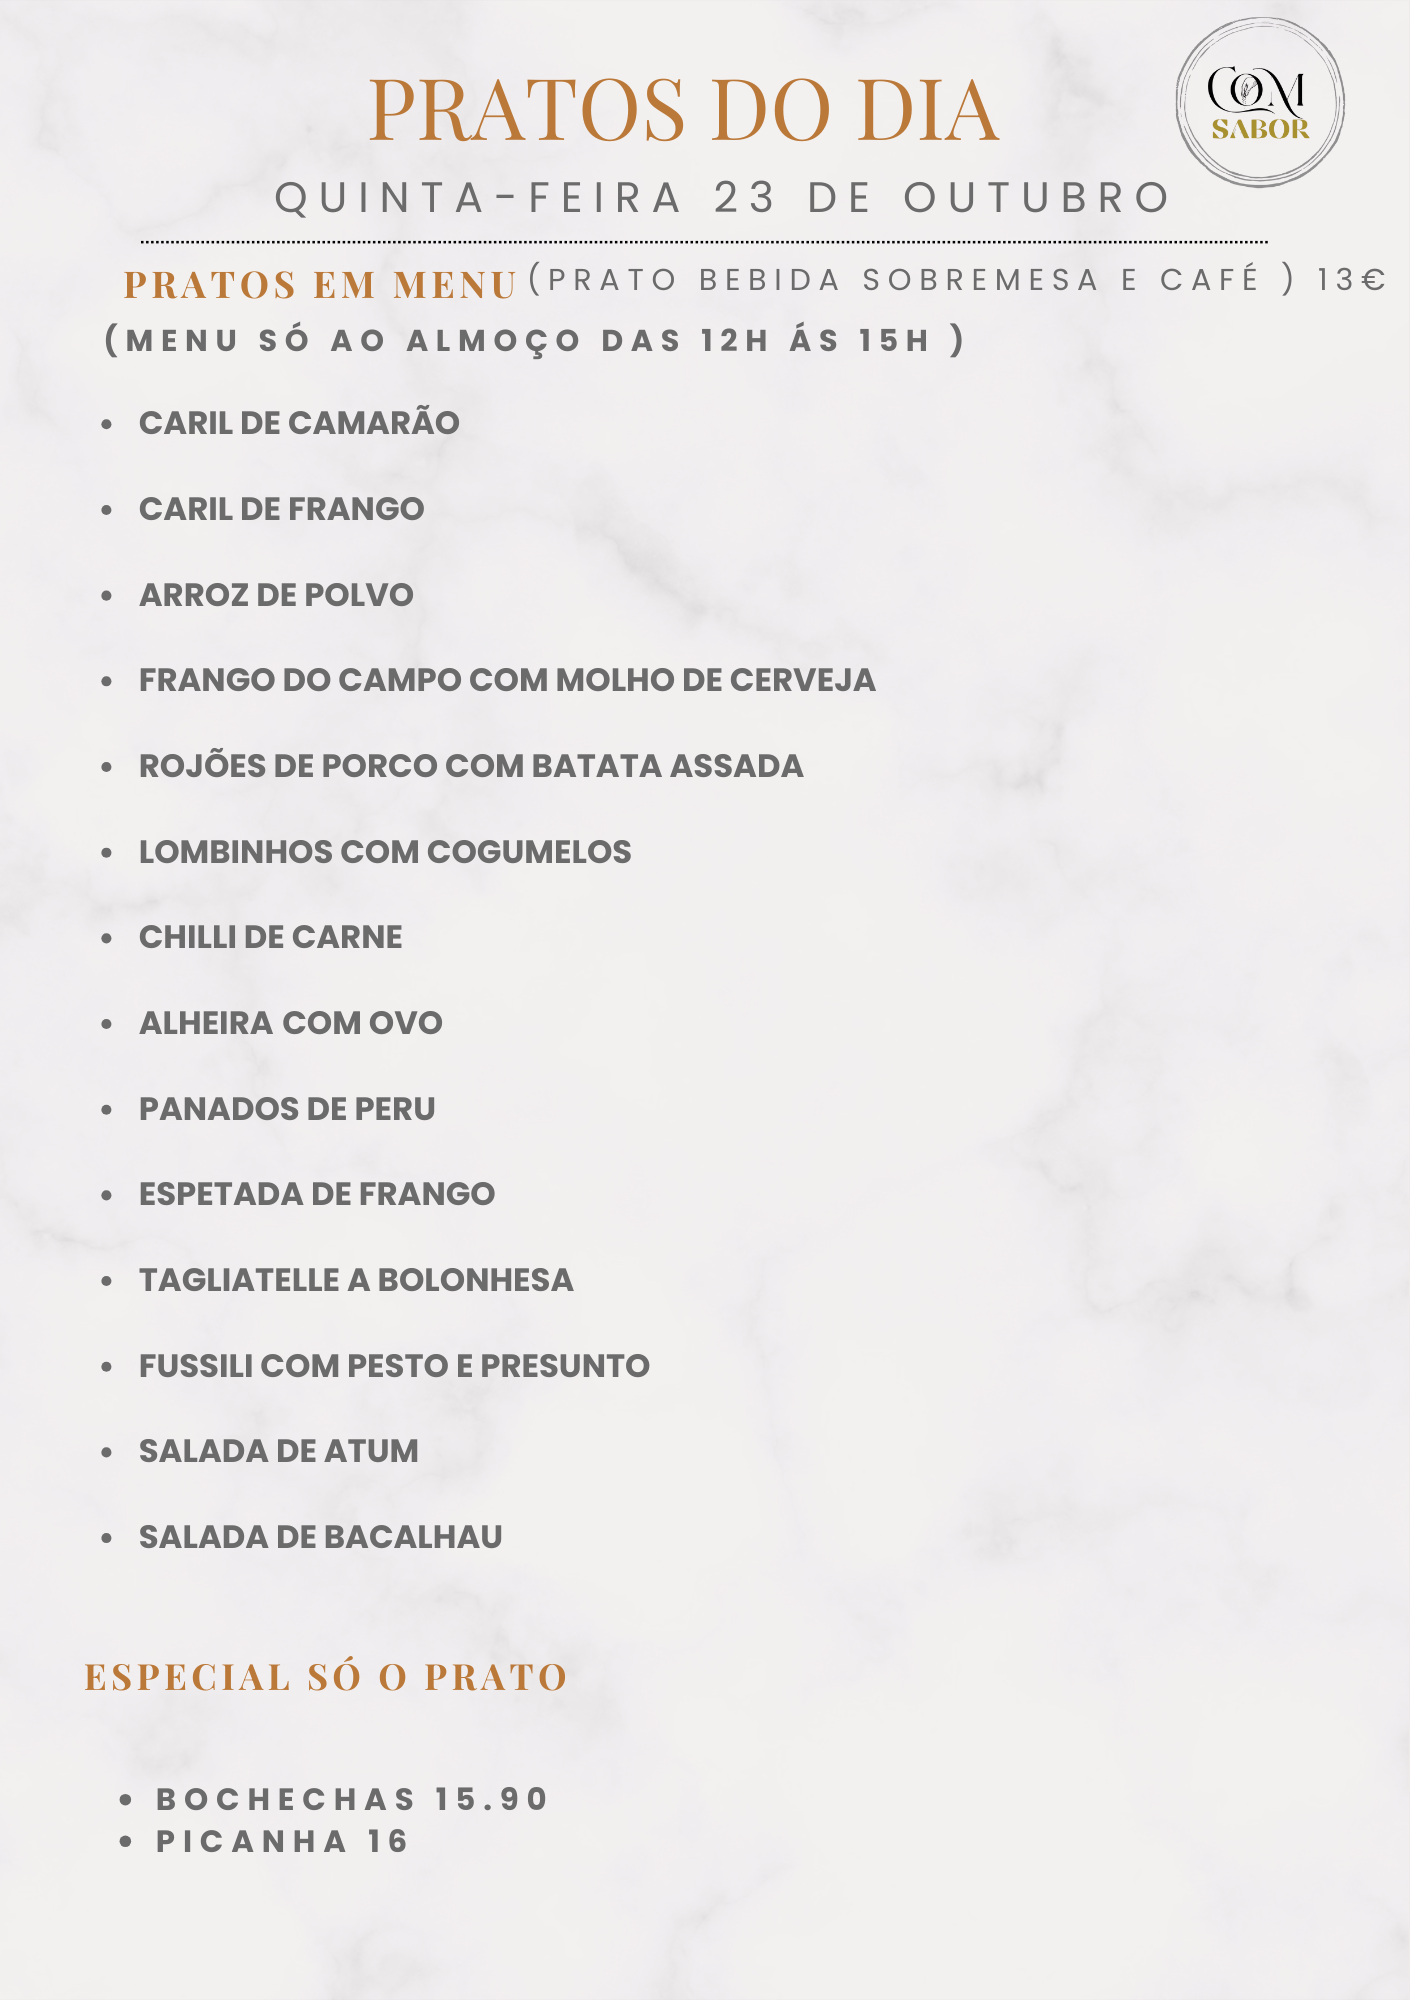 PRATOS DO DIA
COM
SABOR
QUINTA-FEIRA 23 DE OUTUBRO
PRATOS EM MENU (PRATO BEBIDA SOBREMESA E CAFÉ ) 13€
(MENU SÓ AO ALMOÇO DAS 12H ÁS 15H )
• CARIL DE CAMARÃO
• CARIL DE FRANGO
• ARROZ DE POLVO
• FRANGO DO CAMPO COM MOLHO DE CERVEJA
• ROJÕES DE PORCO COM BATATA ASSADA
• LOMBINHOS COM COGUMELOS
• CHILLI DE CARNE
• ALHEIRA COM OVO
• PANADOS DE PERU
• ESPETADA DE FRANGO
• TAGLIATELLE A BOLONHESA
• FUSSILI COM PESTO E PRESUNTO
• SALADA DE ATUM
• SALADA DE BACALHAU
ESPECIAL SÓ O PRATO
• BOCHECHAS 15.90
• PICANHA 16